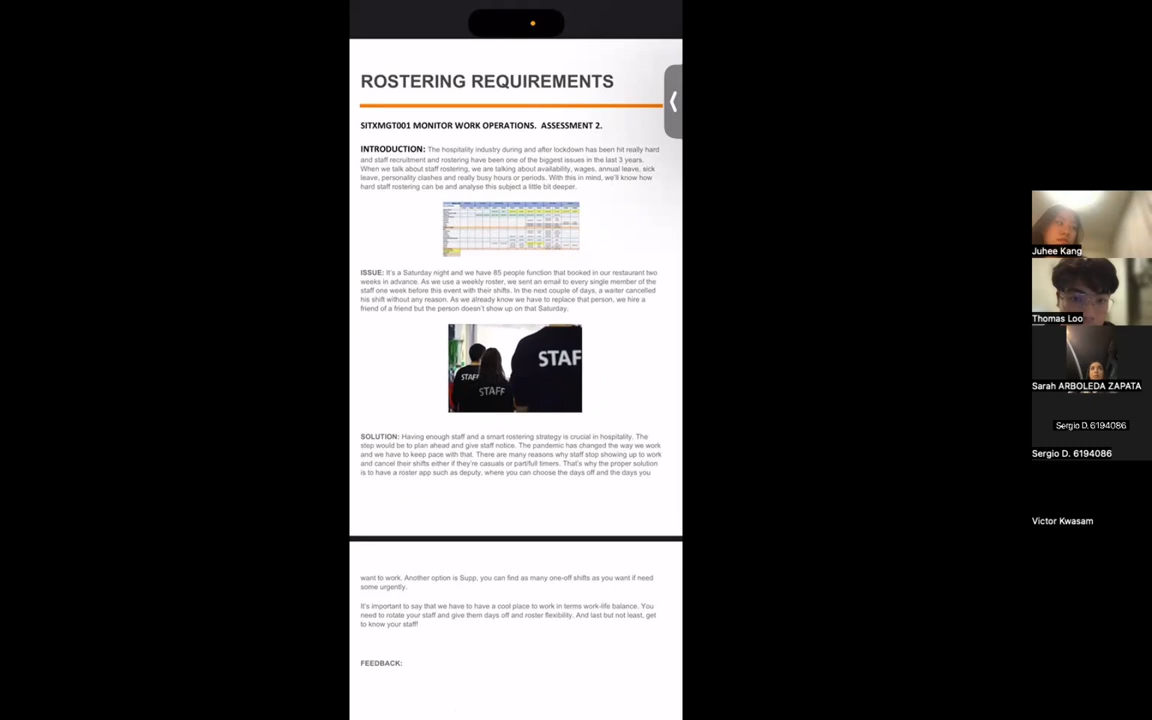 ROSTERING REQUIREMENTS
SITXMGT001 MONITOR WORK OPERATIONS. ASSESSMENT 2.
INTRODUCTION: The hospitality industry during and after lockdown has been hit really hard
and staff recruitment and rostering have been one of the biggest issues in the last 3 years.
When we talk about staff rostering, we are talking about availability, wages, annual leave, sick
leave, personality clashes and really busy hours or periods. With this in mind, we'll know how
hard staff rostering can be and analyse this subject a little bit deeper.
ISSUE: It's a Saturday night and we have 85 people function that booked in our restaurant two
weeks in advance. As we use a weekly roster, we sent an email to every single member of the
staff one week before this event with their shifts. In the next couple of days, a waiter cancelled
his shift without any reason. As we already know we have to replace that person, we hire a
friend of a friend but the person doesn't show up on that Saturday.
STAFF
STAFF
STAF
SOLUTION: Having enough staff and a smart rostering strategy is crucial in hospitality. The
step would be to plan ahead and give staff notice. The pandemic has changed the way we work
and we have to keep pace with that. There are many reasons why staff stop showing up to work
and cancel their shifts either if they're casuals or part/full timers. That's why the proper solution
is to have a roster app such as deputy, where you can choose the days off and the days you
want to work. Another option is Supp, you can find as many one-off shifts as you want if need
some urgently.
It's important to say that we have to have a cool place to work in terms work-life balance. You
need to rotate your staff and give them days off and roster flexibility. And last but not least, get
to know your staff!
FEEDBACK:
Juhee Kang
Thomas Loo
Sarah ARBOLEDA ZAPATA
Sergio D. 6194086
Sergio D. 6194086
Victor Kwasam